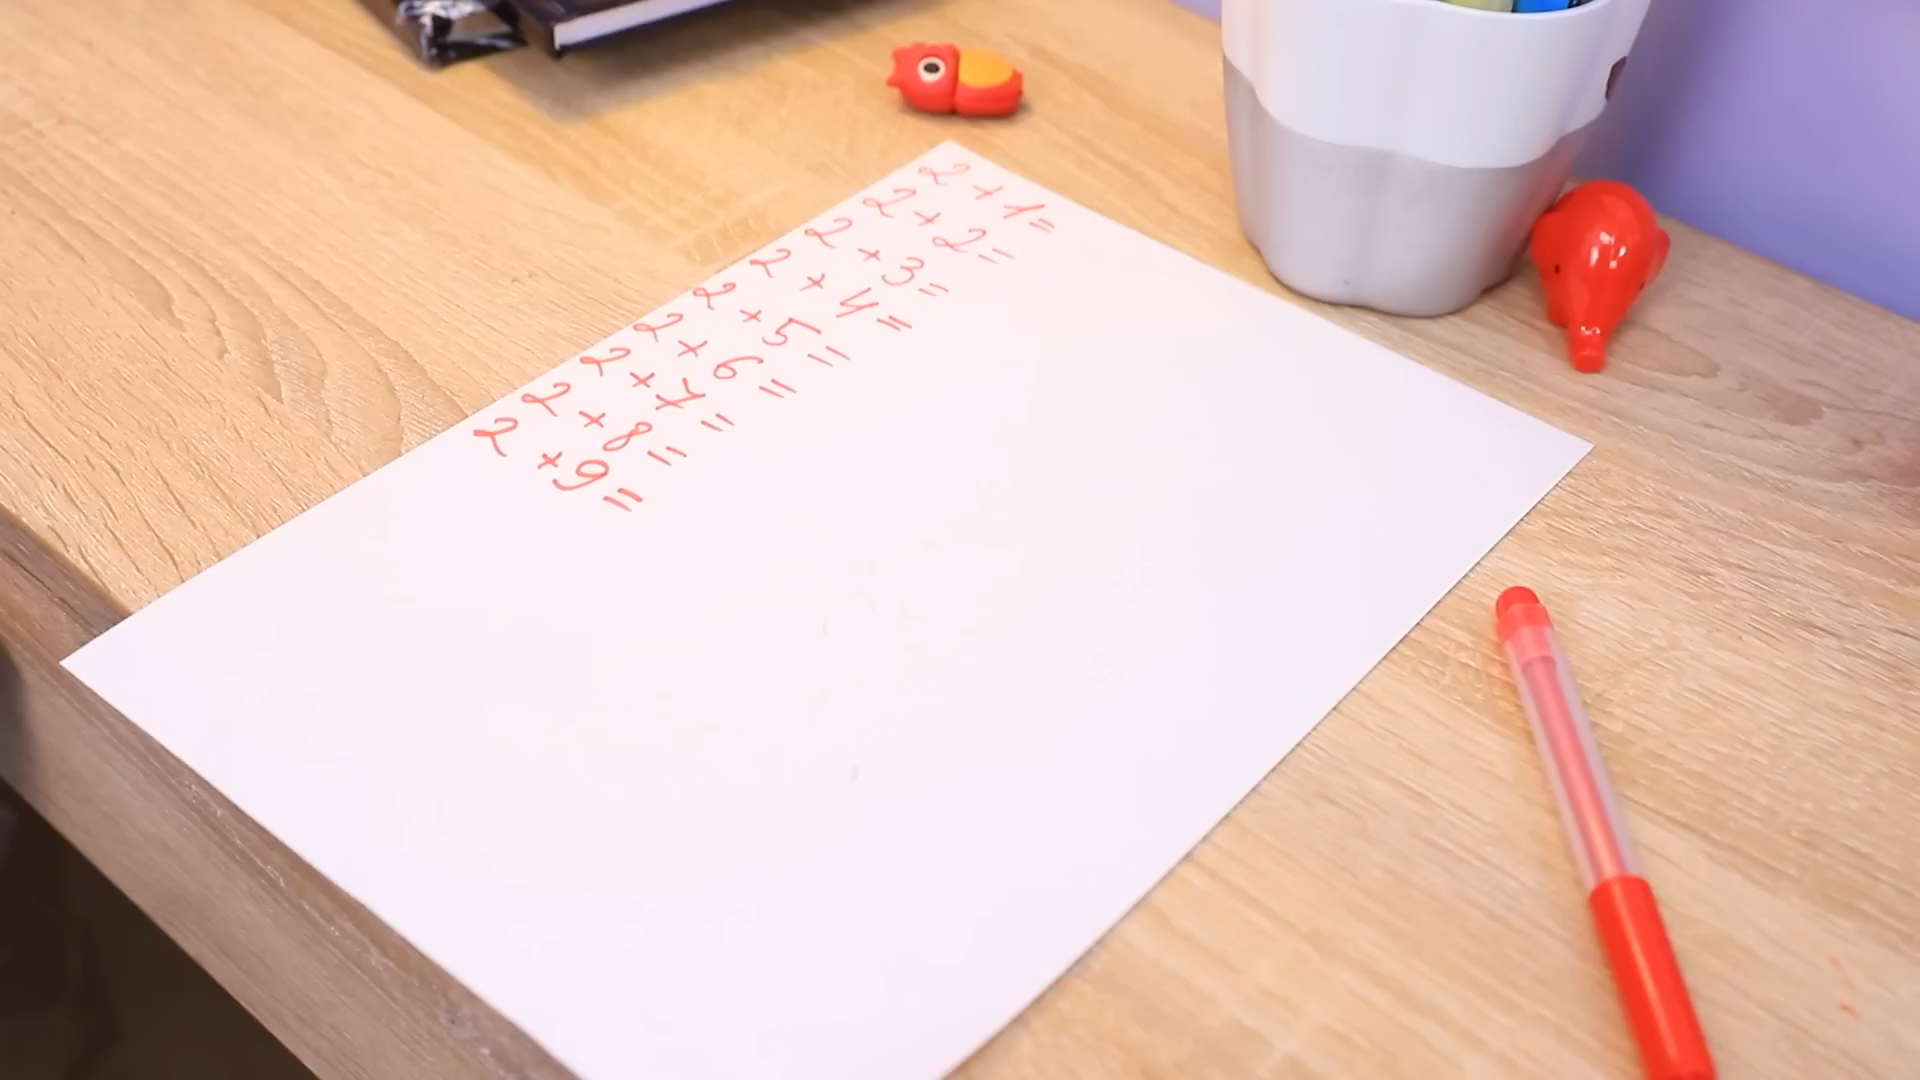 2 + 1 =
2 + 2 =
2 + 3 =
2 + 4 =
2 + 5 =
2 + 6 =
2 + 7 =
2 + 8 =
2 + 9 =